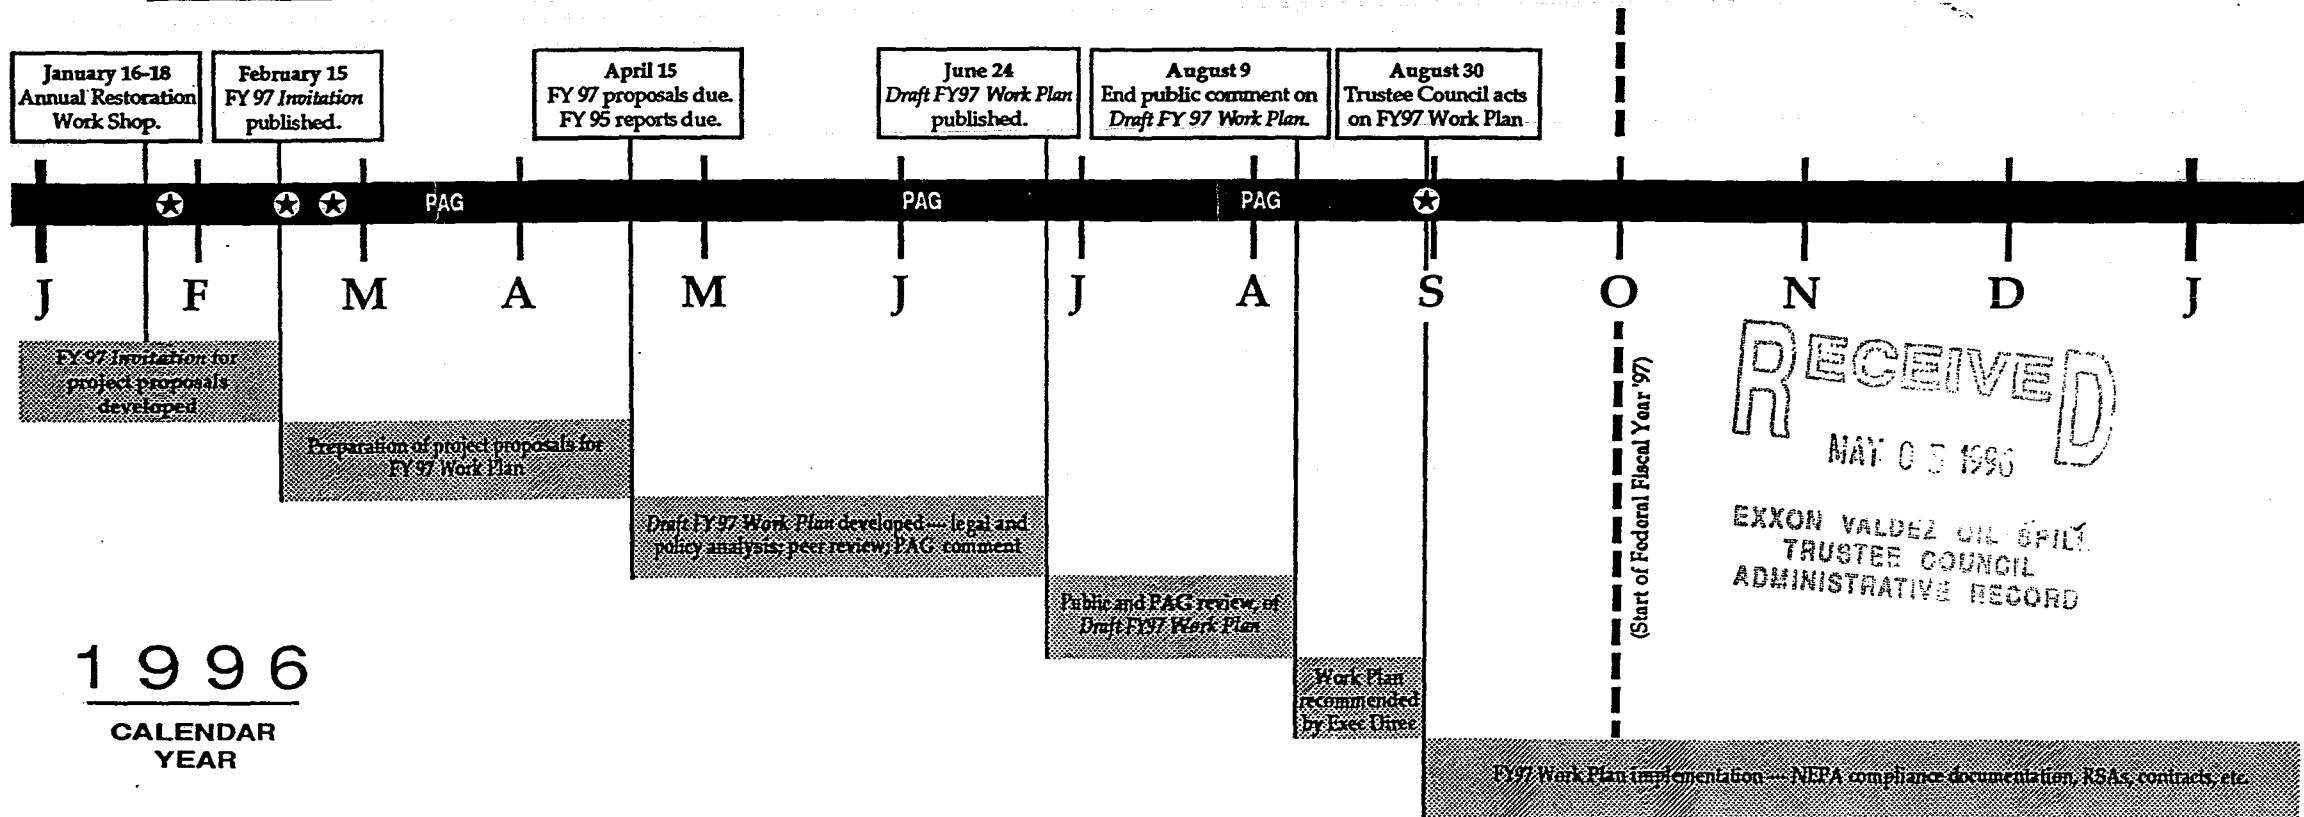 January 16-18
Annual Restoration
Work Shop.
February 15
FY 97 Invitation
published.
April 15
FY 97 proposals due.
FY 95 reports due.
June 24
Draft FY97 Work Plan
published.
August 9
End public comment on
Draft FY 97 Work Plan.
August 30
Trustee Council acts
on FY97 Work Plan
PAG PAG PAG
J F M A M J J A S O N D J
FY 97 Invitation for
project proposals
developed
Preparation of project proposals for
FY 97 Work Plan
Draft FY 97 Work Plan developed — legal and
policy analysis; peer review, PAG comment
Public and PAG review of
Draft FY97 Work Plan
Work Plan
recommended
by Exec Direc
FY97 Work Plan implementation — NEPA compliance documentation, RSAs, contracts, etc.
(Start of Federal Fiscal Year '97)
RECEIVED
MAY 0 1996
EXXON VALDEZ OIL SPILL
TRUSTEE COUNCIL
ADMINISTRATIVE RECORD
1996
CALENDAR
YEAR